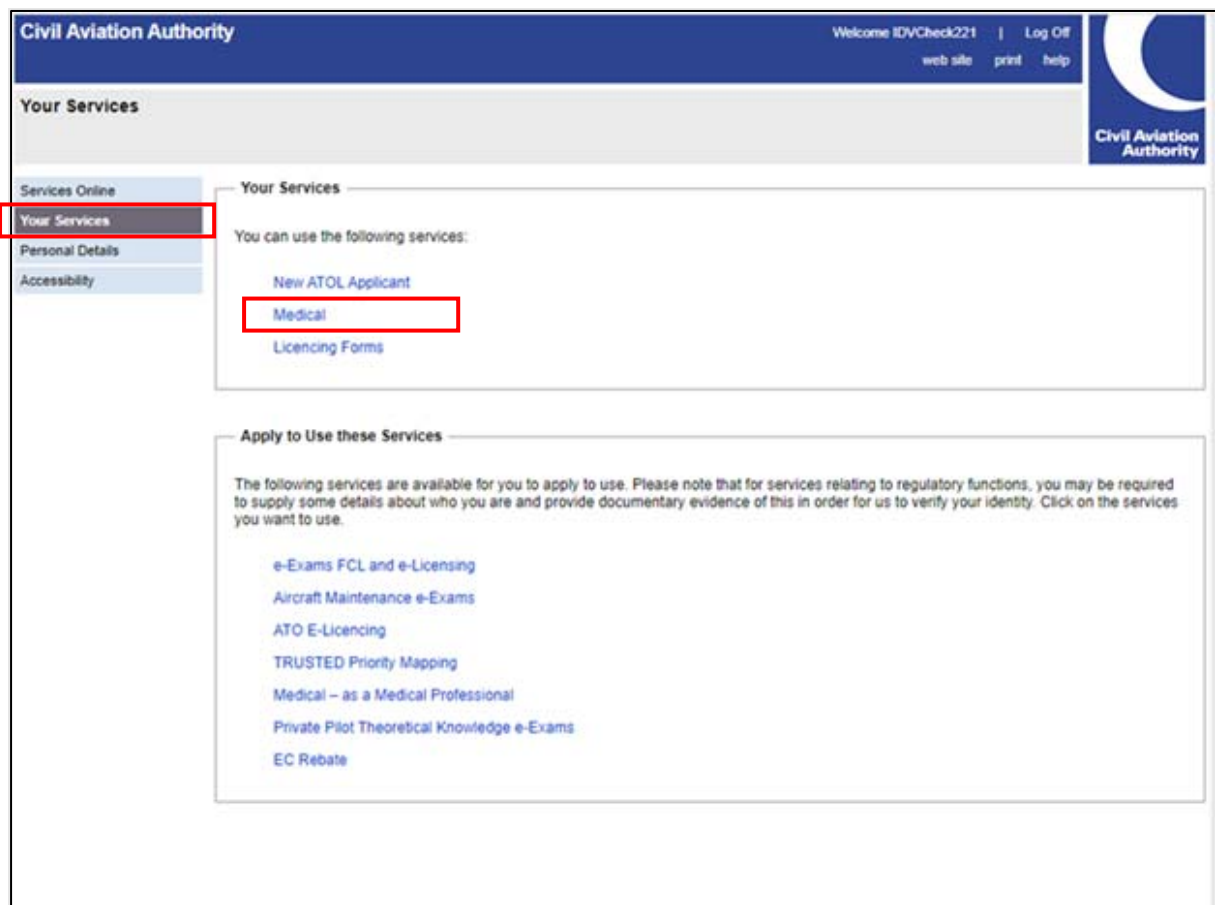 Civil Aviation Authority
Welcome IDVCheck221 | Log Off
web site print help
Your Services
Civil Aviation
Authority
Services Online
Your Services
Personal Details
Accessibility
Your Services
You can use the following services:
New ATOL Applicant
Medical
Licencing Forms
Apply to Use these Services
The following services are available for you to apply to use. Please note that for services relating to regulatory functions, you may be required
to supply some details about who you are and provide documentary evidence of this in order for us to verify your identity. Click on the services
you want to use.
e-Exams FCL and e-Licensing
Aircraft Maintenance e-Exams
ATO E-Licencing
TRUSTED Priority Mapping
Medical – as a Medical Professional
Private Pilot Theoretical Knowledge e-Exams
EC Rebate